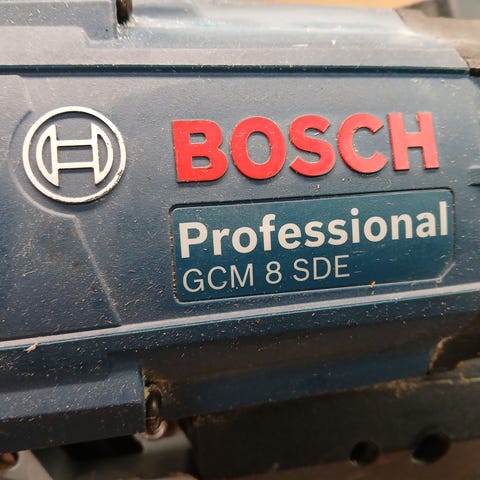 BOSCH
Professional
GCM 8 SDE